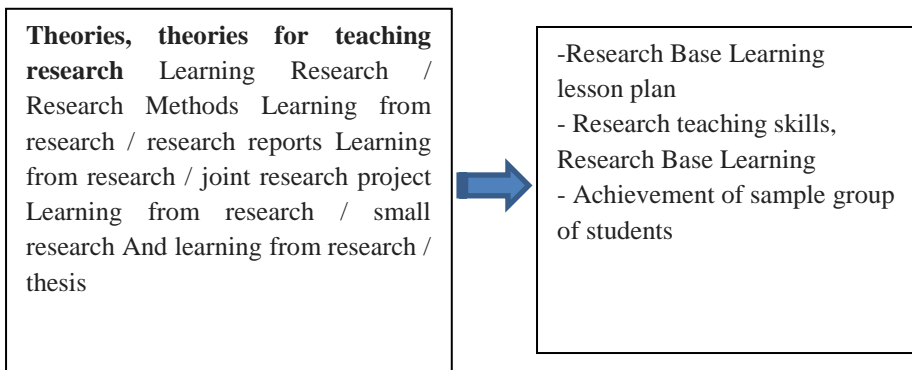 Theories, theories for teaching
research Learning Research /
Research Methods Learning from
research / research reports Learning
from research / joint research project
Learning from research / small
research And learning from research /
thesis
-Research Base Learning
lesson plan
- Research teaching skills,
Research Base Learning
- Achievement of sample group
of students